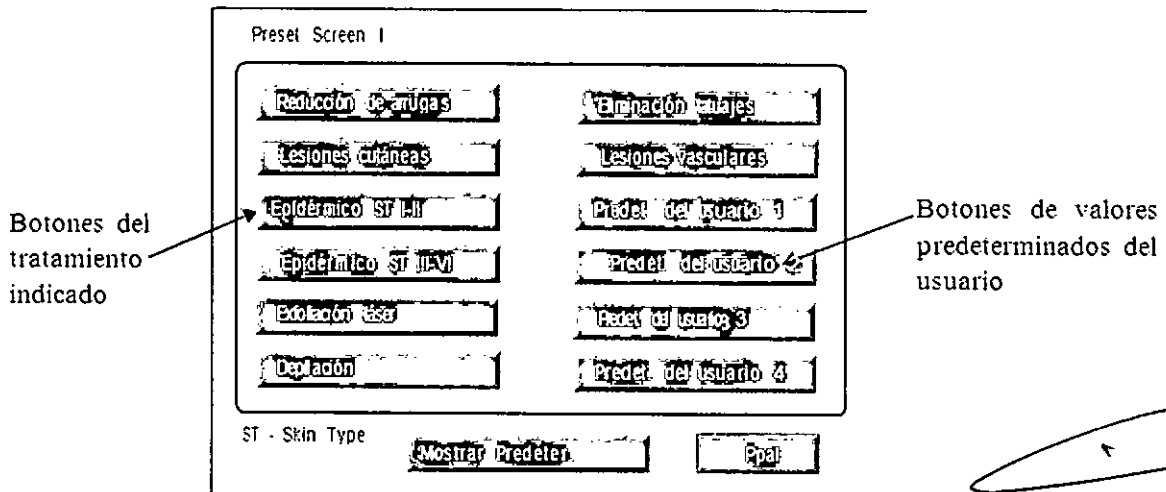 Preset Screen I
Reducción de arrugas
Eliminación tatuajes
Lesiones cutáneas
Lesiones vasculares
Epidérmico ST I-II
Predet. del usuario 1
Epidérmico ST III-VI
Predet. del usuario 2
Exfoliación láser
Predet. del usuario 3
Depilación
Predet. del usuario 4
ST - Skin Type
Mostrar Predeter.
Ppal
Botones del
tratamiento
indicado
Botones de valores
predeterminados del
usuario